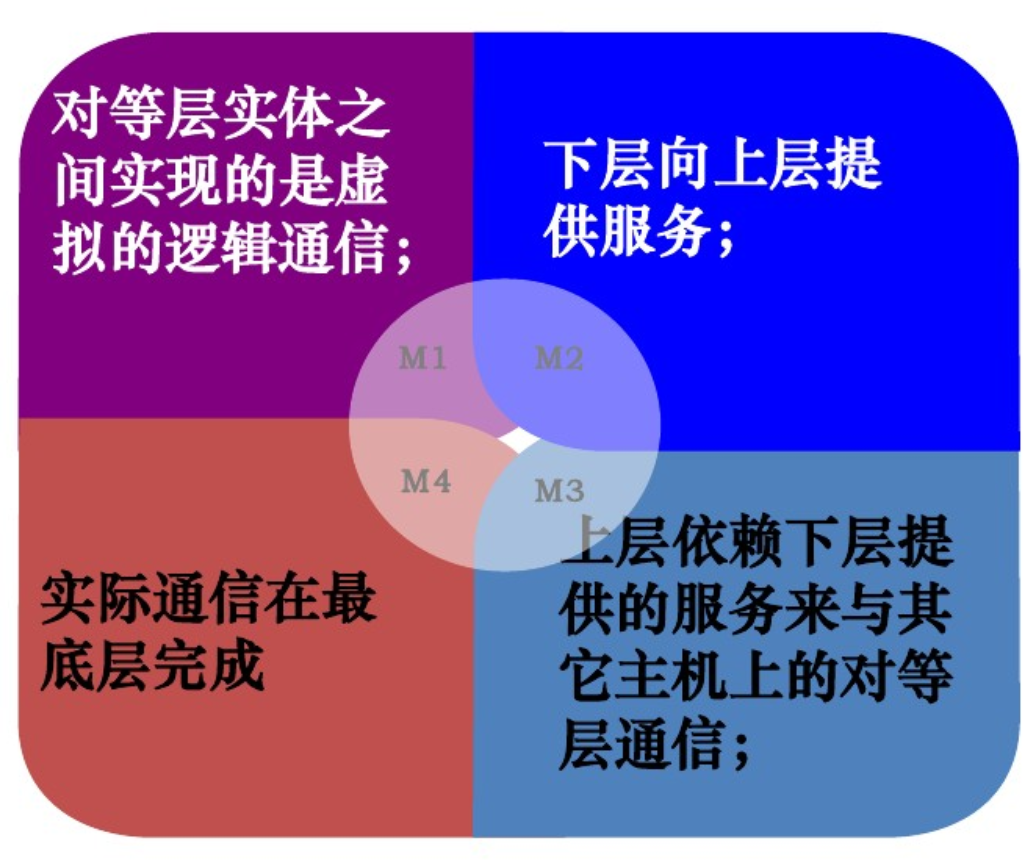 对等层实体之
间实现的是虚
拟的逻辑通信；
下层向上层提
供服务；
M1
M2
M4
M3
实际通信在最
底层完成
上层依赖下层提
供的服务来与其
它主机上的对等
层通信；